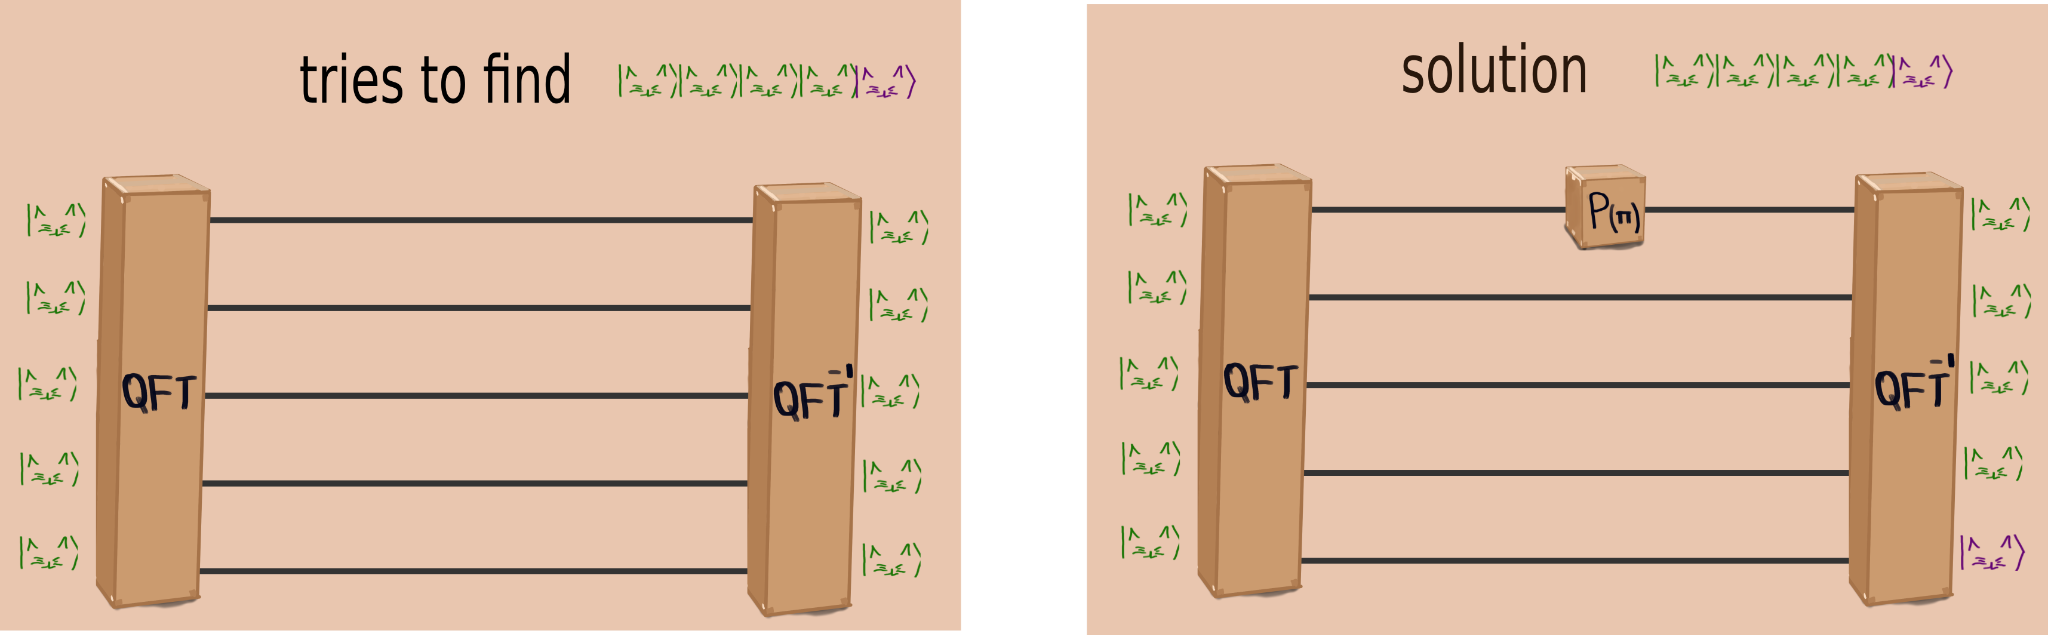 tries to find
QFT
QFT⁻¹
solution
P(π)
QFT
QFT⁻¹